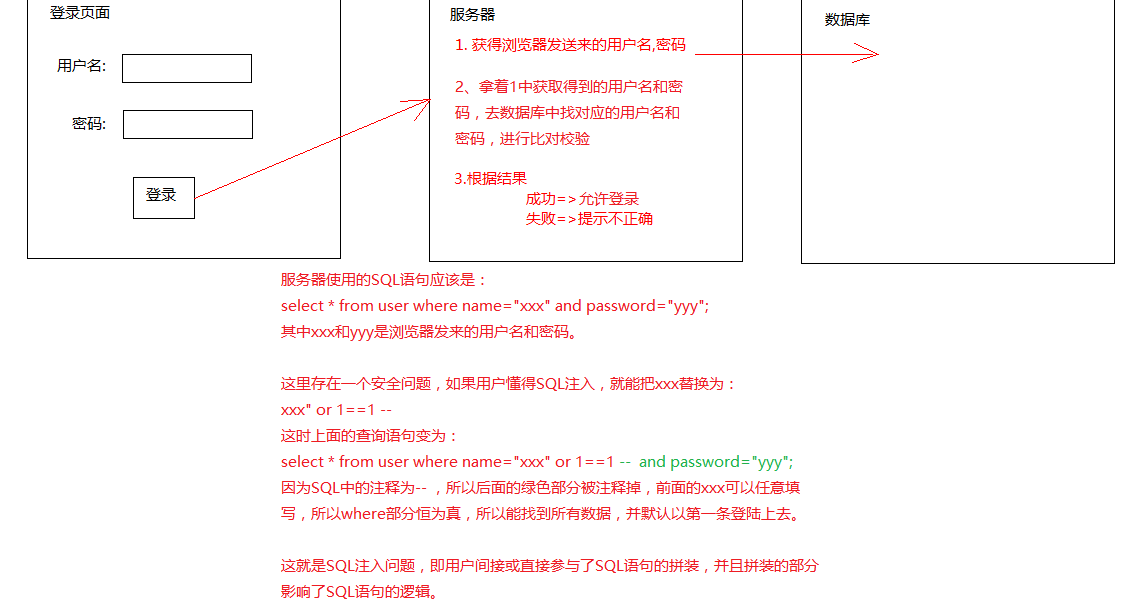 登录页面
用户名:
密码:
登录
服务器
1. 获得浏览器发送来的用户名,密码
2、拿着1中获取得到的用户名和密
码，去数据库中找对应的用户名和
密码，进行比对校验
3.根据结果
成功=>允许登录
失败=>提示不正确
数据库
服务器使用的SQL语句应该是：
select * from user where name="xxx" and password="yyy";
其中xxx和yyy是浏览器发来的用户名和密码。
这里存在一个安全问题，如果用户懂得SQL注入，就能把xxx替换为：
xxx" or 1==1 --
这时上面的查询语句变为：
select * from user where name="xxx" or 1==1 --  and password="yyy";
因为SQL中的注释为-- ，所以后面的绿色部分被注释掉，前面的xxx可以任意填
写，所以where部分恒为真，所以能找到所有数据，并默认以第一条登陆上去。
这就是SQL注入问题，即用户间接或直接参与了SQL语句的拼装，并且拼装的部分
影响了SQL语句的逻辑。